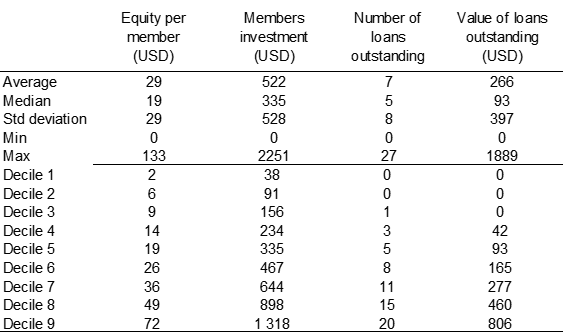 Equity per member (USD) Members investment (USD) Number of loans outstanding Value of loans outstanding (USD)
Average 29 522 7 266
Median 19 335 5 93
Std deviation 29 528 8 397
Min 0 0 0 0
Max 133 2251 27 1889
Decile 1 2 38 0 0
Decile 2 6 91 0 0
Decile 3 9 156 1 0
Decile 4 14 234 3 42
Decile 5 19 335 5 93
Decile 6 26 467 8 165
Decile 7 36 644 11 277
Decile 8 49 898 15 460
Decile 9 72 1 318 20 806